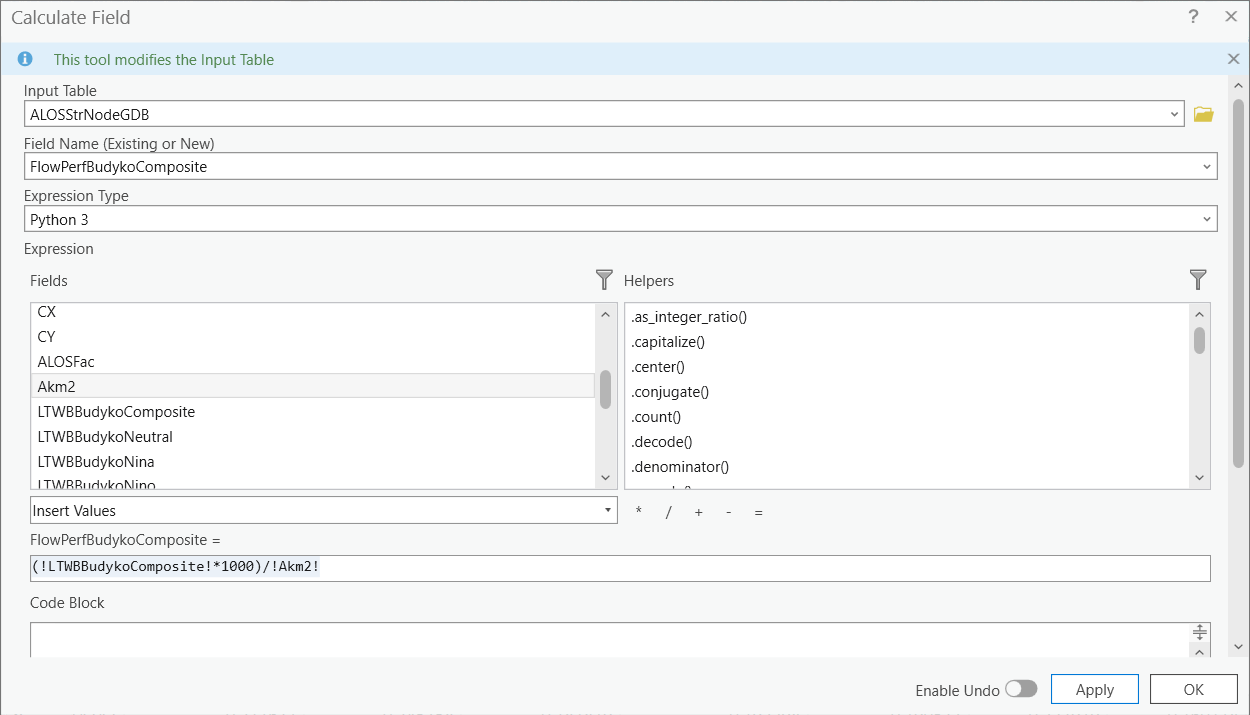 Calculate Field ?
This tool modifies the Input Table
Input Table
ALOSStrNodeGDB
Field Name (Existing or New)
FlowPerfBudykoComposite
Expression Type
Python 3
Expression
Fields
Helpers
CX
CY
ALOSFac
Akm2
LTWBBudykoComposite
LTWBBudykoNeutral
LTWBBudykoNina
LTWBBudykoNino
.as_integer_ratio()
.capitalize()
.center()
.conjugate()
.count()
.decode()
.denominator()
Insert Values
* / + - =
FlowPerfBudykoComposite =
(!LTWBBudykoComposite!*1000)/!Akm2!
Code Block
Enable Undo
Apply
OK